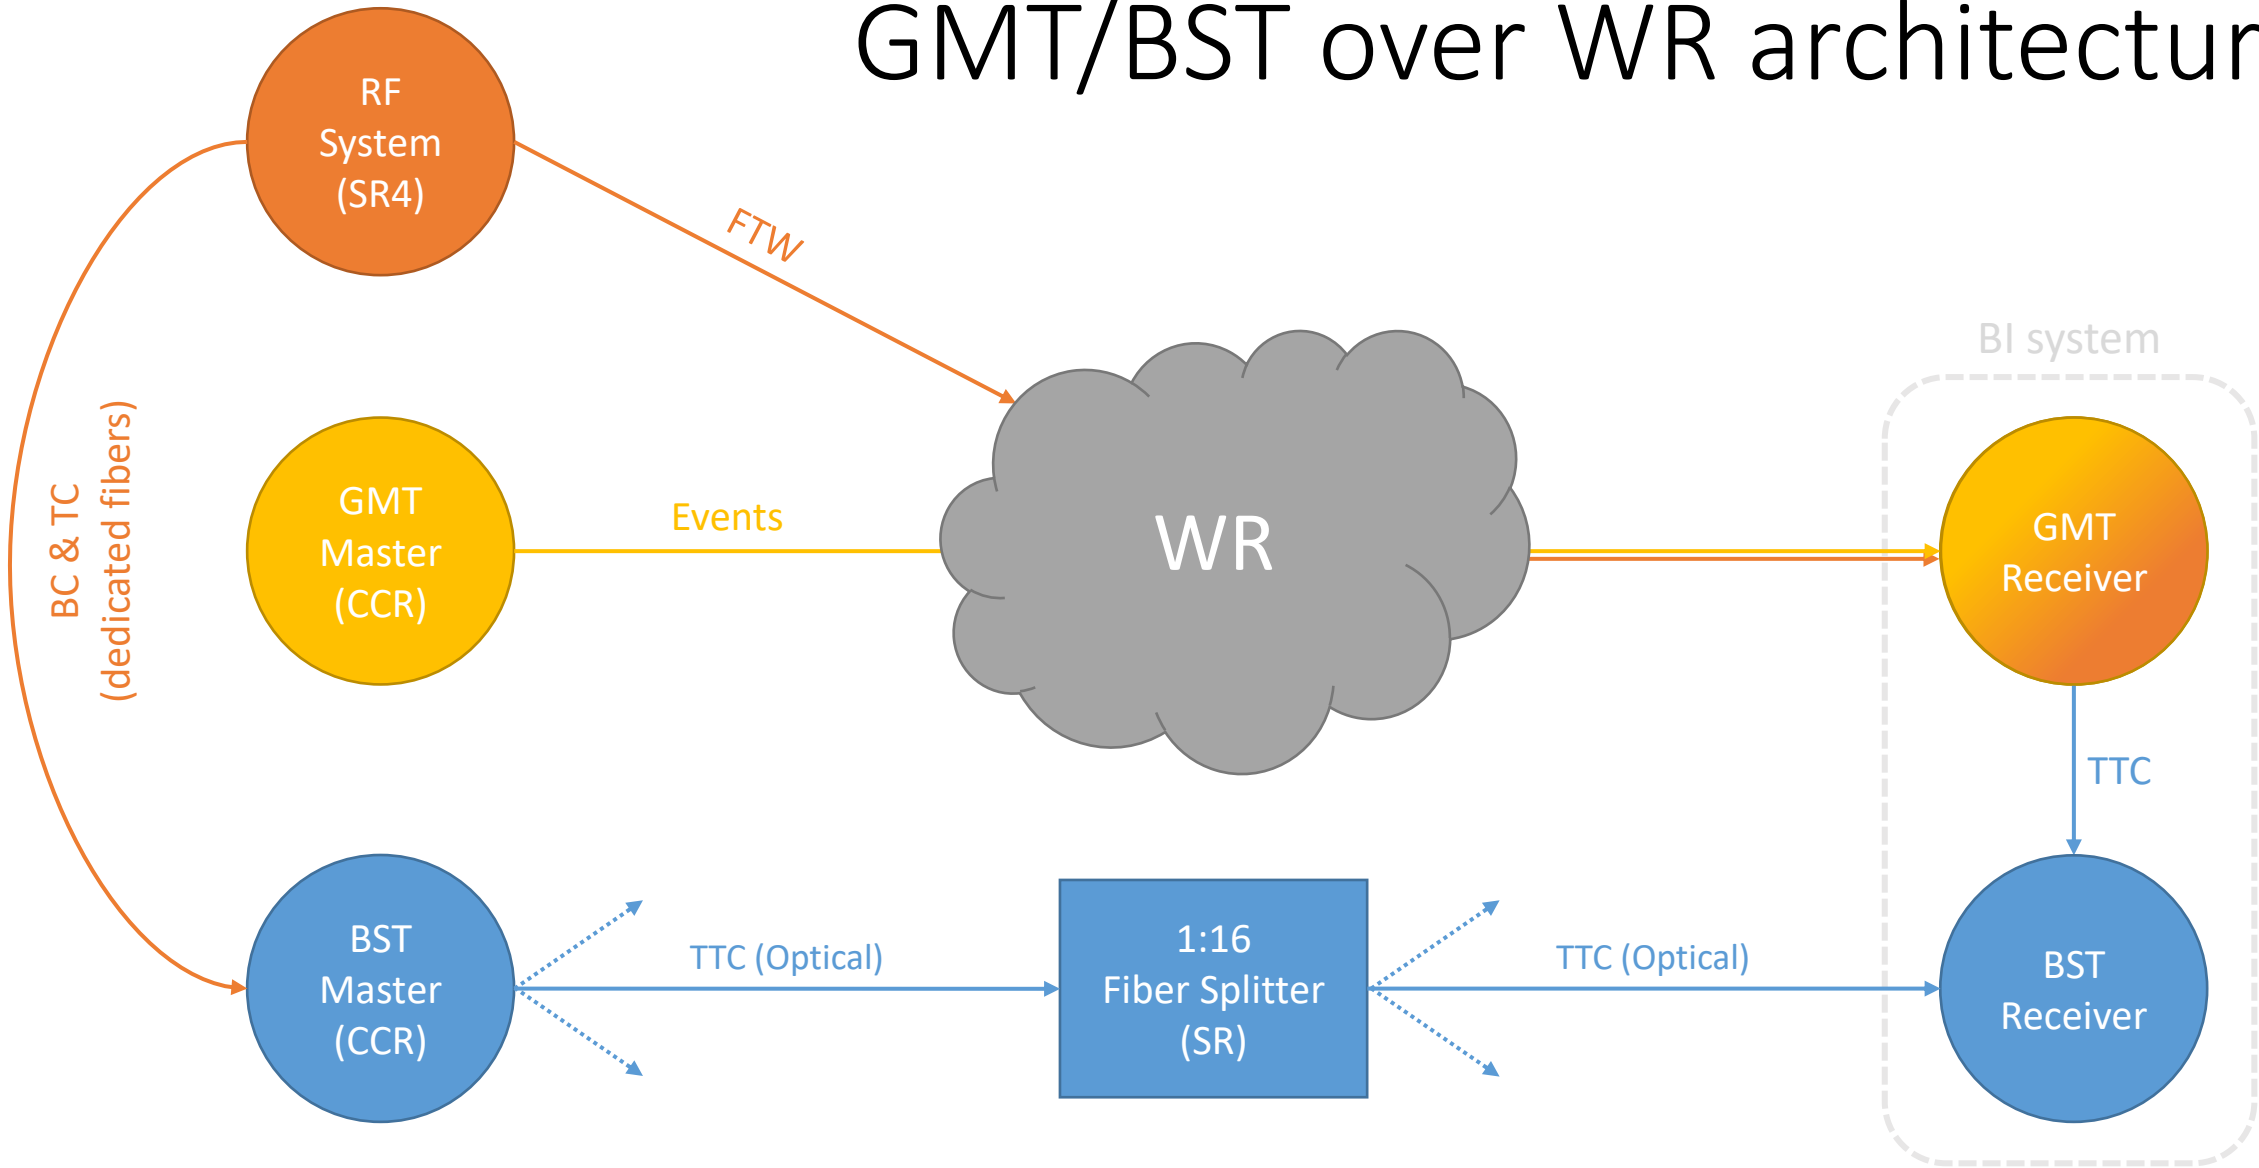 GMT/BST over WR architectur
RF
System
(SR4)
FTW
BI system
BC & TC
(dedicated fibers)
GMT
Master
(CCR)
Events
WR
GMT
Receiver
TTC
BST
Master
(CCR)
TTC (Optical)
1:16
Fiber Splitter
(SR)
TTC (Optical)
BST
Receiver